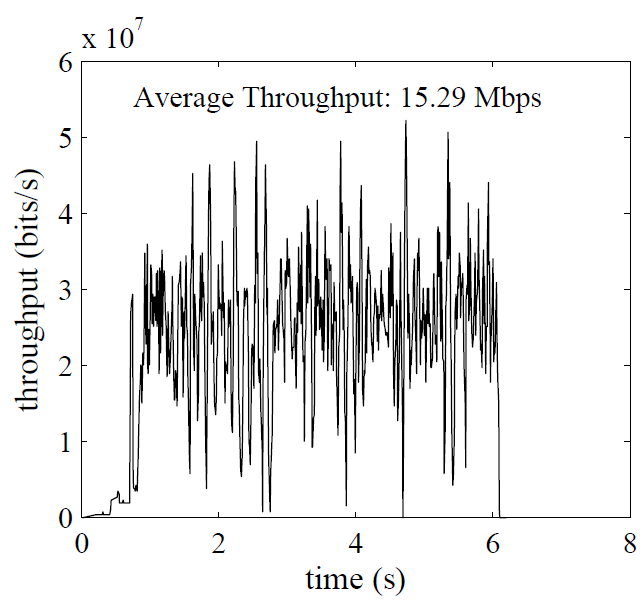 x 10^7
6
Average Throughput: 15.29 Mbps
5
4
3
2
1
0
throughput (bits/s)
0 2 4 6 8
time (s)